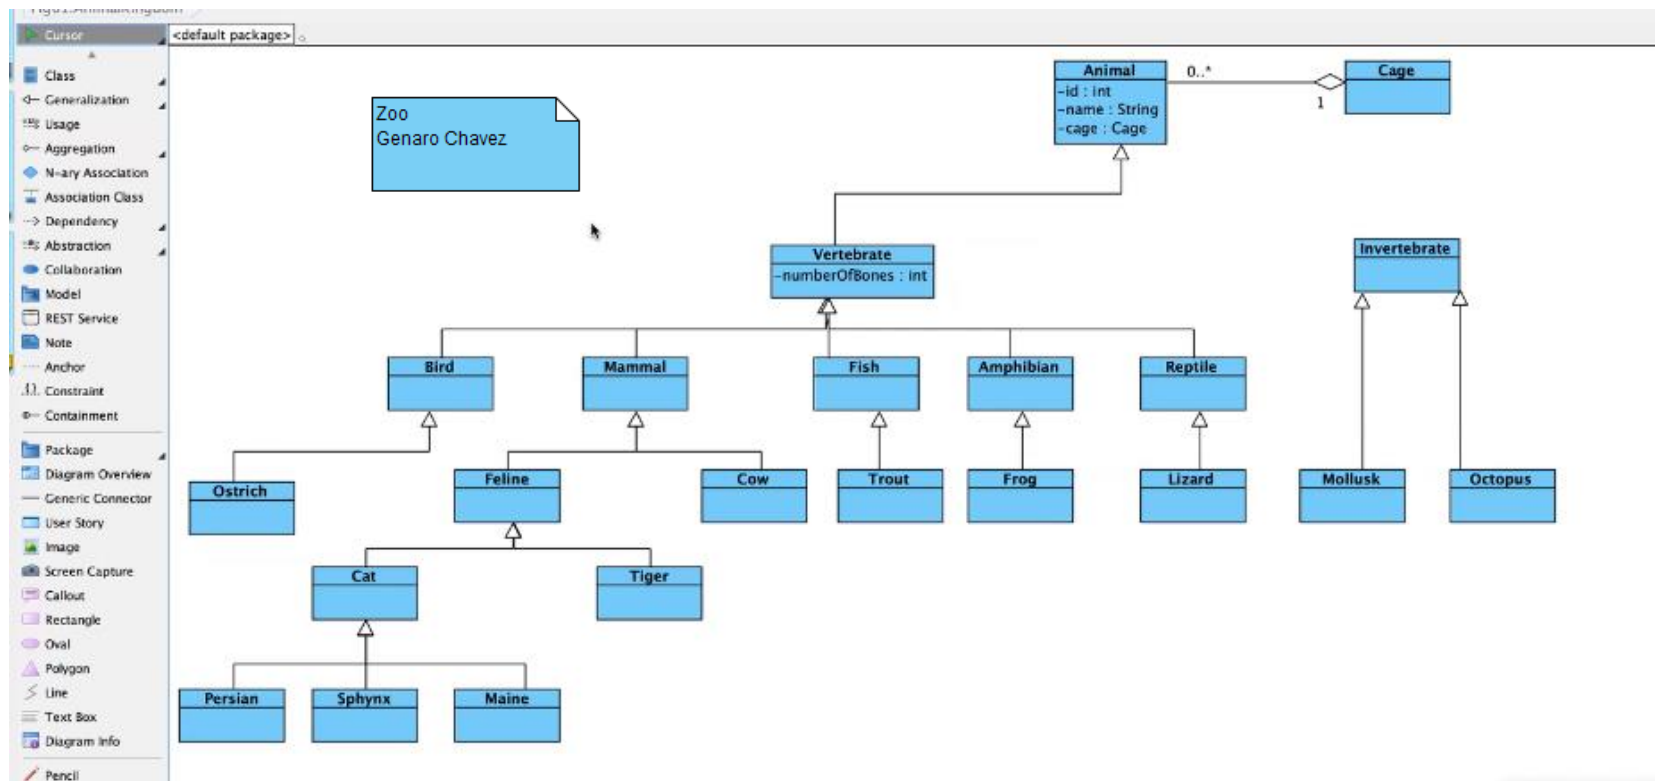 Cursor
<default package>
Class
Generalization
Usage
Aggregation
N-ary Association
Association Class
Dependency
Abstraction
Collaboration
Model
REST Service
Note
Anchor
Constraint
Containment
Package
Diagram Overview
Generic Connector
User Story
Image
Screen Capture
Callout
Rectangle
Oval
Polygon
Line
Text Box
Diagram Info
Pencil
Zoo
Genaro Chavez
Animal
-id : int
-name : String
-cage : Cage
0..*
1
Cage
Vertebrate
-numberOfBones : int
Invertebrate
Bird
Mammal
Fish
Amphibian
Reptile
Ostrich
Feline
Cow
Trout
Frog
Lizard
Mollusk
Octopus
Cat
Tiger
Persian
Sphynx
Maine